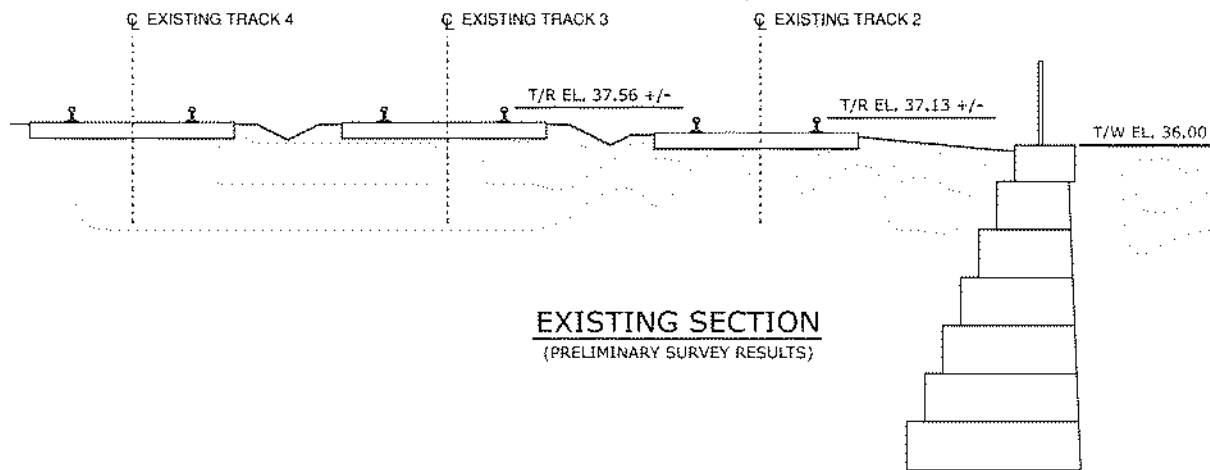 ℄ EXISTING TRACK 4
℄ EXISTING TRACK 3
℄ EXISTING TRACK 2
T/R EL. 37.56 +/-
T/R EL. 37.13 +/-
T/W EL. 36.00
EXISTING SECTION
(PRELIMINARY SURVEY RESULTS)